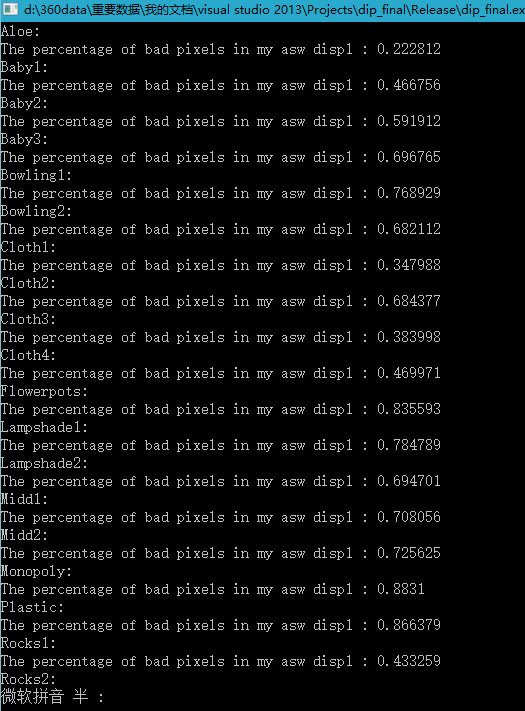 d:\360data\重要数据\我的文档\visual studio 2013\Projects\dip_final\Release\dip_final.ex
Aloe:
The percentage of bad pixels in my asw disp1 : 0.222812
Baby1:
The percentage of bad pixels in my asw disp1 : 0.466756
Baby2:
The percentage of bad pixels in my asw disp1 : 0.591912
Baby3:
The percentage of bad pixels in my asw disp1 : 0.696765
Bowling1:
The percentage of bad pixels in my asw disp1 : 0.768929
Bowling2:
The percentage of bad pixels in my asw disp1 : 0.682112
Cloth1:
The percentage of bad pixels in my asw disp1 : 0.347988
Cloth2:
The percentage of bad pixels in my asw disp1 : 0.684377
Cloth3:
The percentage of bad pixels in my asw disp1 : 0.383998
Cloth4:
The percentage of bad pixels in my asw disp1 : 0.469971
Flowerpots:
The percentage of bad pixels in my asw disp1 : 0.835593
Lampshade1:
The percentage of bad pixels in my asw disp1 : 0.784789
Lampshade2:
The percentage of bad pixels in my asw disp1 : 0.694701
Midd1:
The percentage of bad pixels in my asw disp1 : 0.708056
Midd2:
The percentage of bad pixels in my asw disp1 : 0.725625
Monopoly:
The percentage of bad pixels in my asw disp1 : 0.8831
Plastic:
The percentage of bad pixels in my asw disp1 : 0.866379
Rocks1:
The percentage of bad pixels in my asw disp1 : 0.433259
Rocks2:
微软拼音 半 :